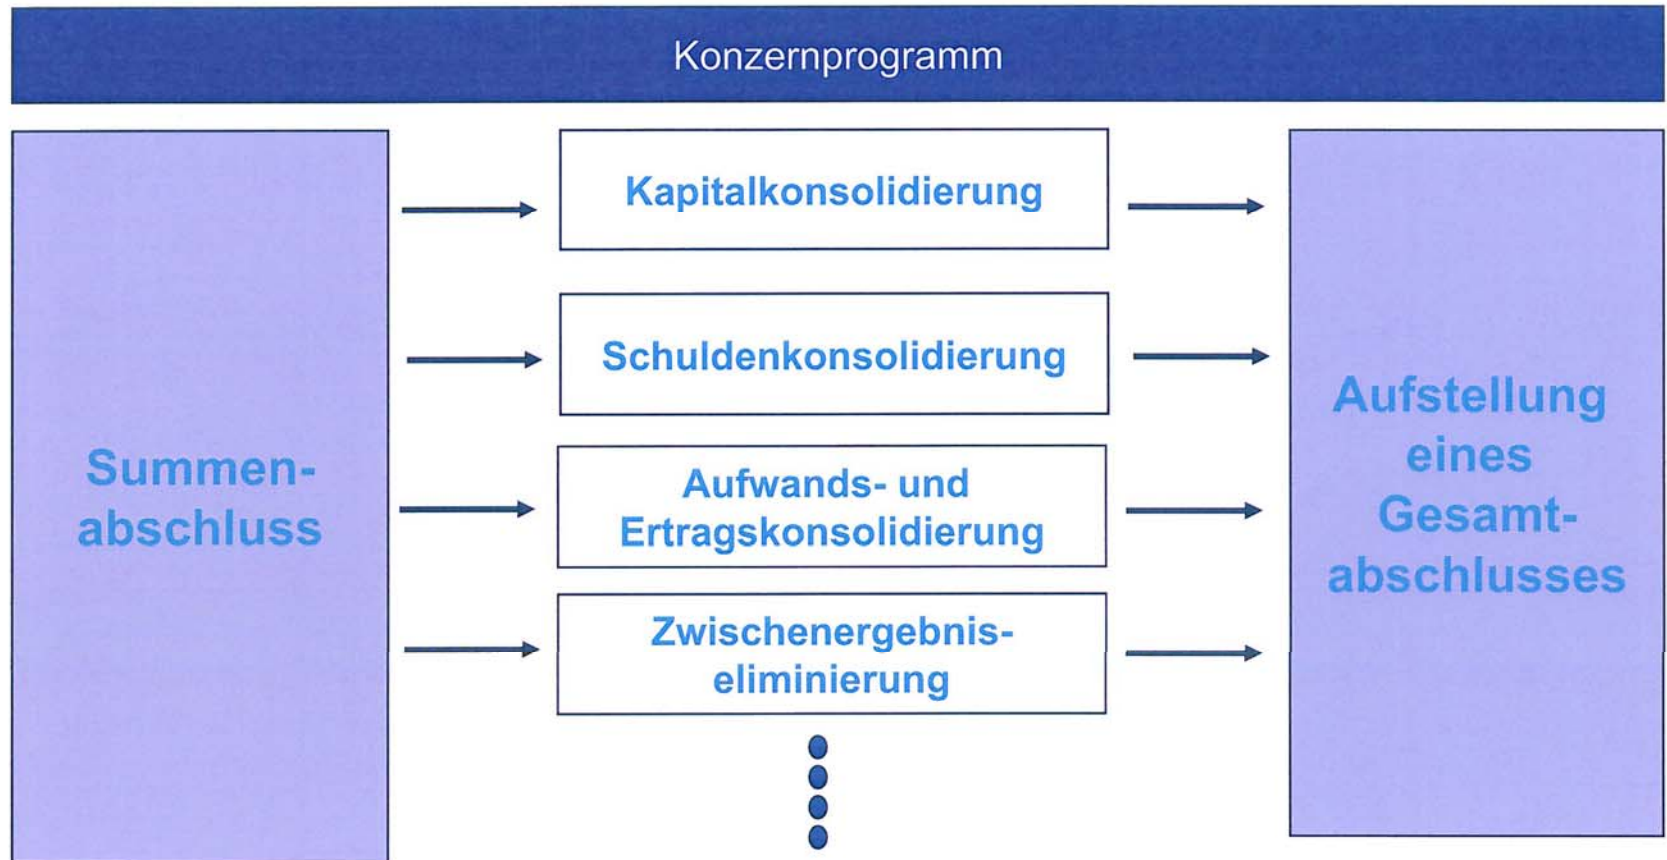 Konzernprogramm
Summen-
abschluss
Kapitalkonsolidierung
Schuldenkonsolidierung
Aufwands- und
Ertragskonsolidierung
Zwischenergebnis-
eliminierung
Aufstellung
eines
Gesamt-
abschlusses